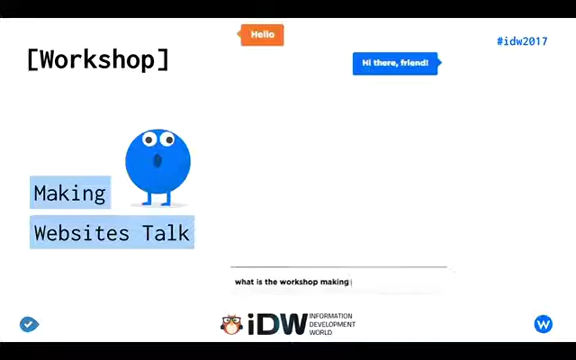 Hello
#idw2017
[Workshop]
Hi there, friend!
Making
Websites Talk
what is the workshop making
iDW INFORMATION
DEVELOPMENT
WORLD
W